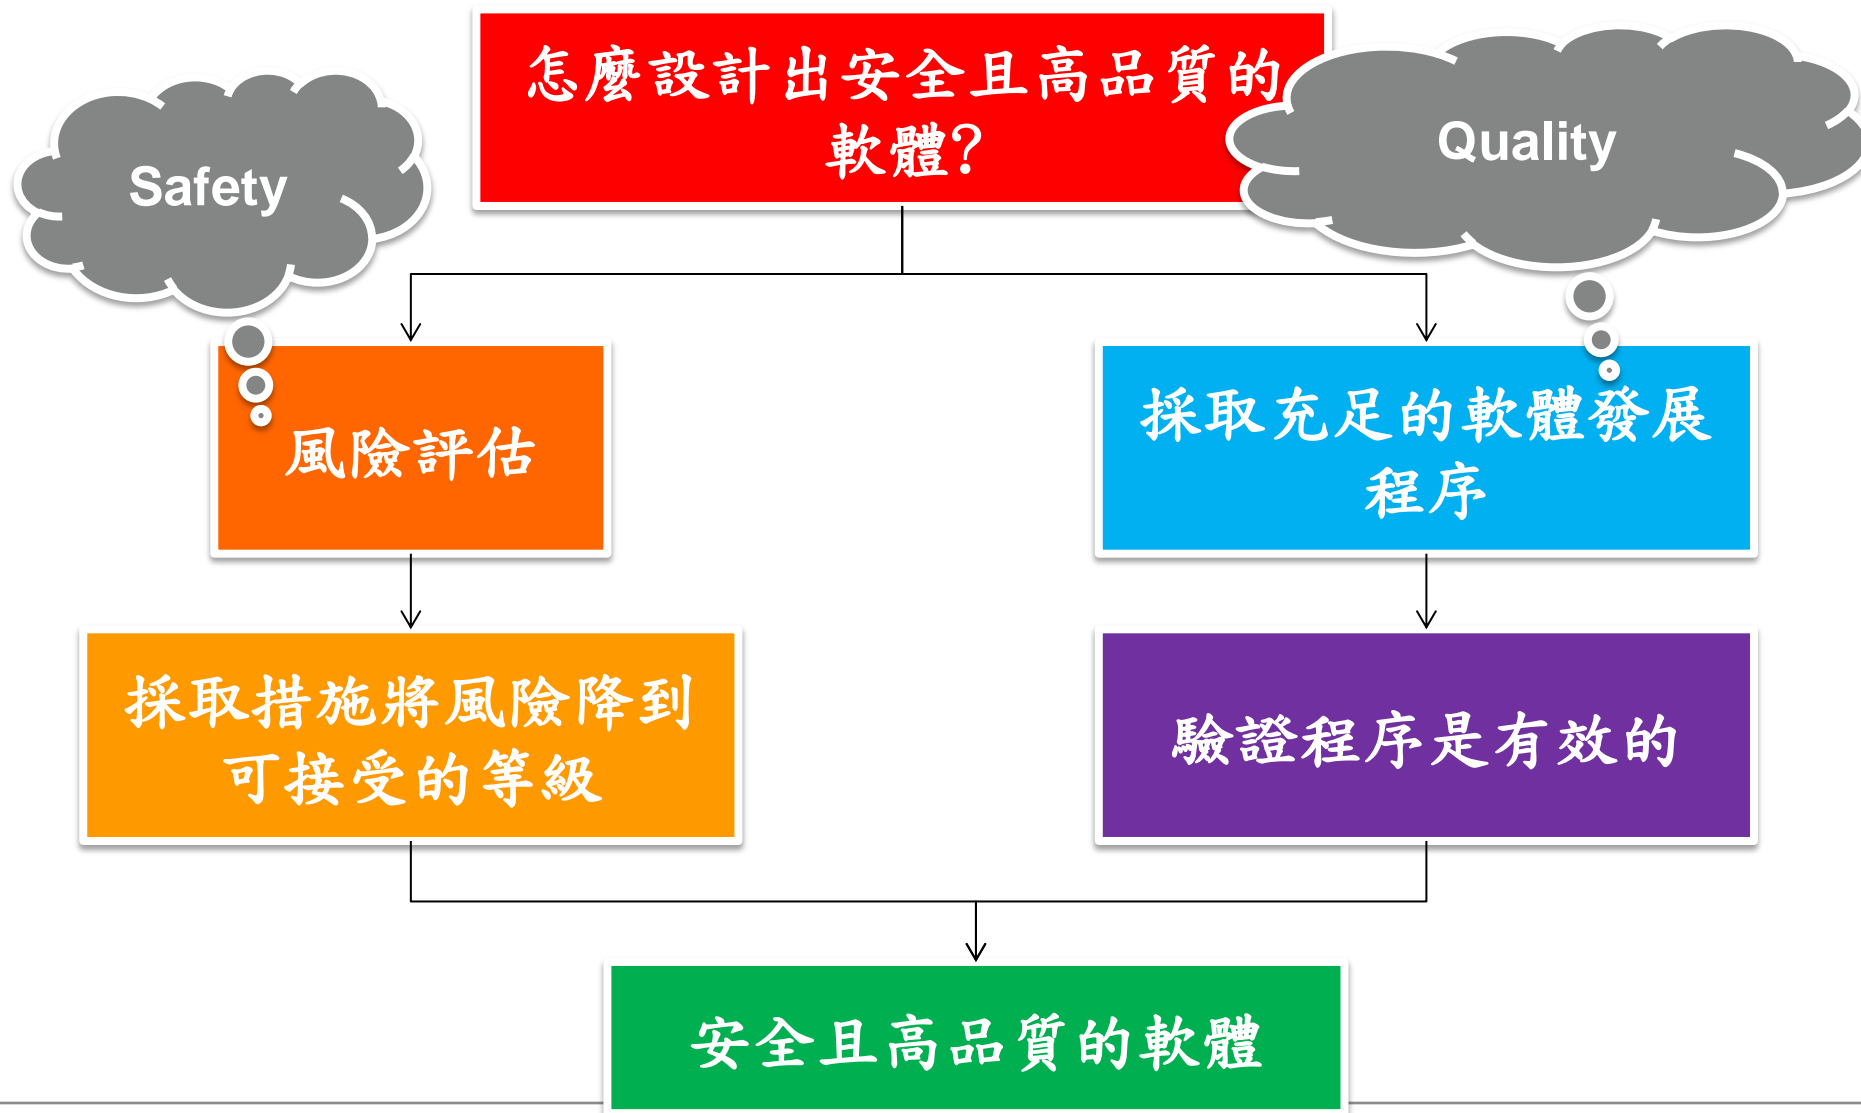 怎麼設計出安全且高品質的
軟體?
Safety
Quality
風險評估
採取充足的軟體發展
程序
採取措施將風險降到
可接受的等級
驗證程序是有效的
安全且高品質的軟體